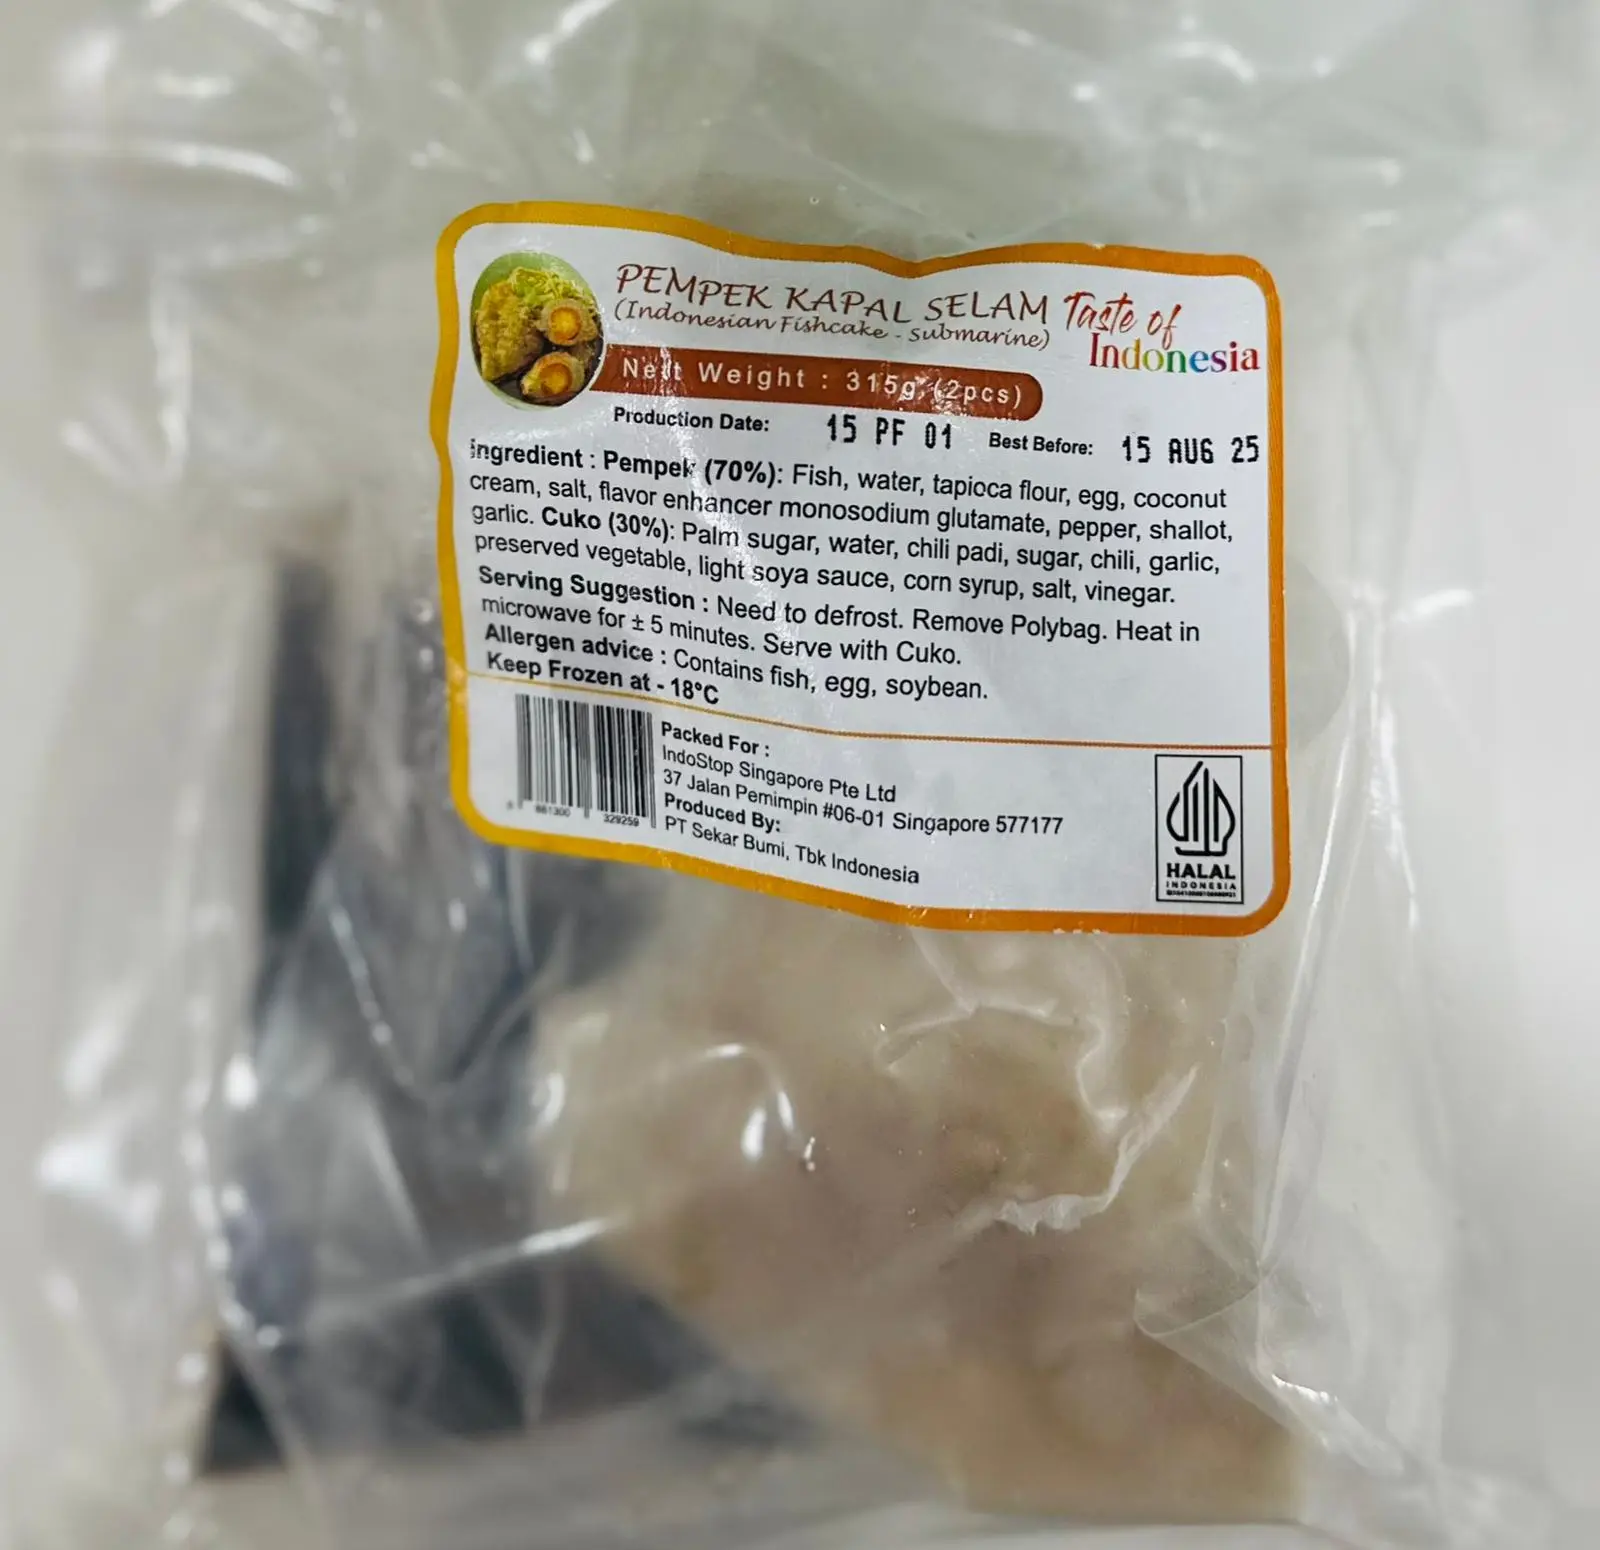 PEMPEK KAPAL SELAM
(Indonesian Fishcake - Submarine)
Taste of
Indonesia
Nett Weight : 315g (2pcs)
Production Date: 15 PF 01 Best Before: 15 AUG 25
Ingredient : Pempek (70%): Fish, water, tapioca flour, egg, coconut
cream, salt, flavor enhancer monosodium glutamate, pepper, shallot,
garlic. Cuko (30%): Palm sugar, water, chili padi, sugar, chili, garlic,
preserved vegetable, light soya sauce, corn syrup, salt, vinegar.
Serving Suggestion : Need to defrost. Remove Polybag. Heat in
microwave for ± 5 minutes. Serve with Cuko.
Allergen advice : Contains fish, egg, soybean.
Keep Frozen at - 18°C
Packed For :
IndoStop Singapore Pte Ltd
37 Jalan Pemimpin #06-01 Singapore 577177
Produced By:
PT Sekar Bumi, Tbk Indonesia
329259
HALAL
INDONESIA